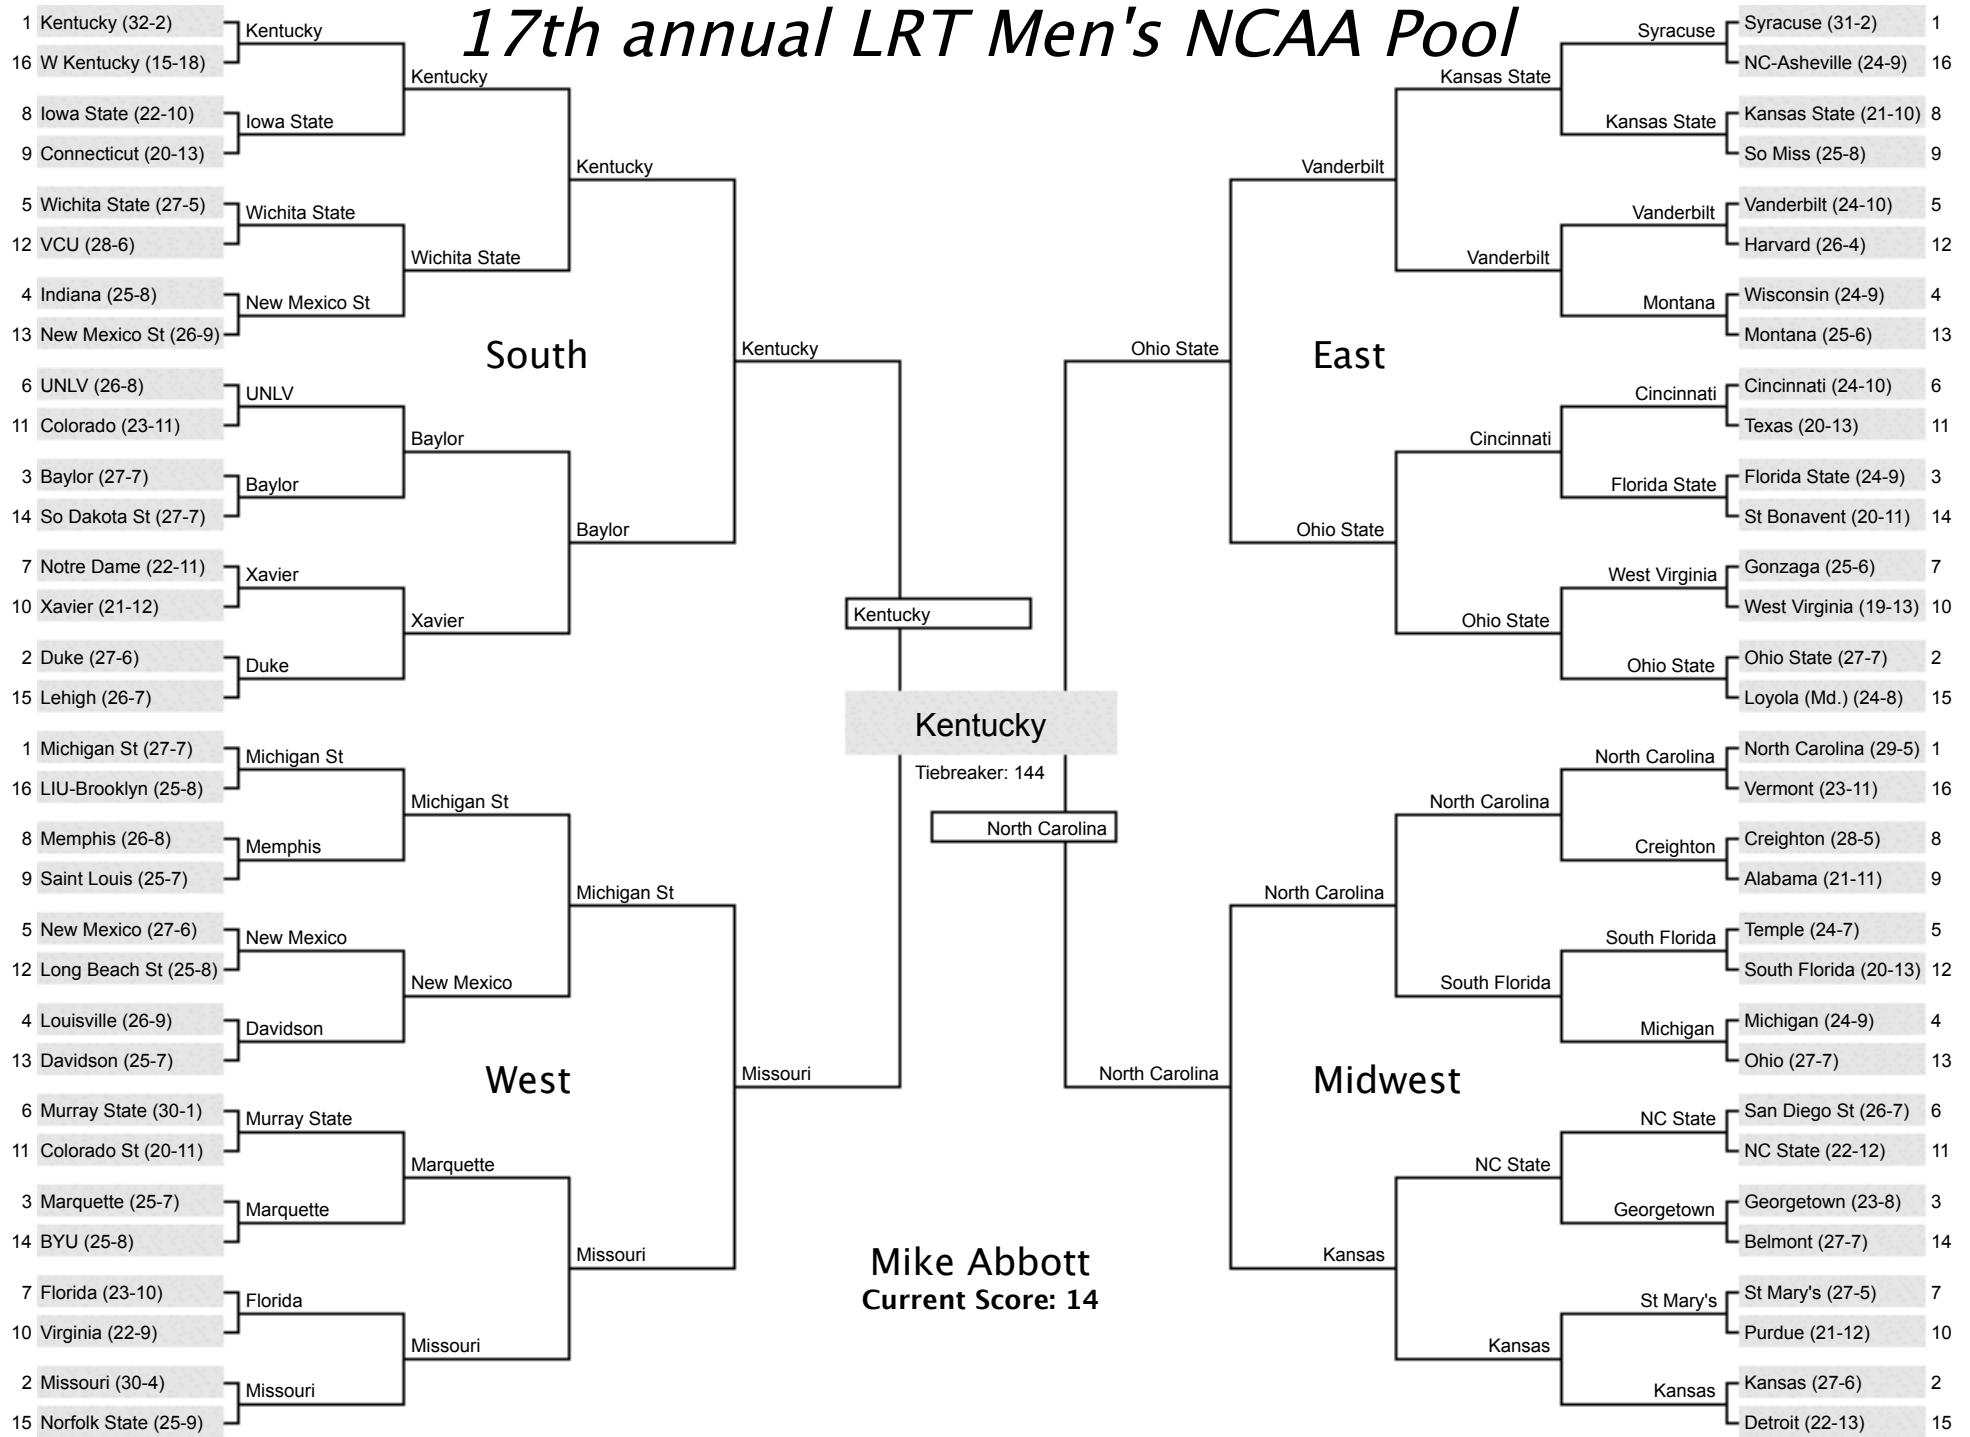 17th annual LRT Men's NCAA Pool
1 Kentucky (32-2)
16 W Kentucky (15-18)
8 Iowa State (22-10)
9 Connecticut (20-13)
5 Wichita State (27-5)
12 VCU (28-6)
4 Indiana (25-8)
13 New Mexico St (26-9)
6 UNLV (26-8)
11 Colorado (23-11)
3 Baylor (27-7)
14 So Dakota St (27-7)
7 Notre Dame (22-11)
10 Xavier (21-12)
2 Duke (27-6)
15 Lehigh (26-7)
Kentucky
Iowa State
Wichita State
New Mexico St
UNLV
Baylor
Xavier
Duke
Kentucky
Wichita State
Baylor
Xavier
Kentucky
Baylor
Kentucky
South
1 Michigan St (27-7)
16 LIU-Brooklyn (25-8)
8 Memphis (26-8)
9 Saint Louis (25-7)
5 New Mexico (27-6)
12 Long Beach St (25-8)
4 Louisville (26-9)
13 Davidson (25-7)
6 Murray State (30-1)
11 Colorado St (20-11)
3 Marquette (25-7)
14 BYU (25-8)
7 Florida (23-10)
10 Virginia (22-9)
2 Missouri (30-4)
15 Norfolk State (25-9)
Michigan St
Memphis
New Mexico
Davidson
Murray State
Marquette
Florida
Missouri
Michigan St
New Mexico
Marquette
Missouri
Michigan St
Missouri
Missouri
West
Kentucky
Kentucky
Tiebreaker: 144
North Carolina
Mike Abbott
Current Score: 14
Syracuse (31-2) 1
NC-Asheville (24-9) 16
Kansas State (21-10) 8
So Miss (25-8) 9
Vanderbilt (24-10) 5
Harvard (26-4) 12
Wisconsin (24-9) 4
Montana (25-6) 13
Cincinnati (24-10) 6
Texas (20-13) 11
Florida State (24-9) 3
St Bonavent (20-11) 14
Gonzaga (25-6) 7
West Virginia (19-13) 10
Ohio State (27-7) 2
Loyola (Md.) (24-8) 15
Syracuse
Kansas State
Vanderbilt
Montana
Cincinnati
Florida State
West Virginia
Ohio State
Kansas State
Vanderbilt
Cincinnati
Ohio State
Vanderbilt
Ohio State
Ohio State
East
North Carolina (29-5) 1
Vermont (23-11) 16
Creighton (28-5) 8
Alabama (21-11) 9
Temple (24-7) 5
South Florida (20-13) 12
Michigan (24-9) 4
Ohio (27-7) 13
San Diego St (26-7) 6
NC State (22-12) 11
Georgetown (23-8) 3
Belmont (27-7) 14
St Mary's (27-5) 7
Purdue (21-12) 10
Kansas (27-6) 2
Detroit (22-13) 15
North Carolina
Creighton
South Florida
Michigan
NC State
Georgetown
St Mary's
Kansas
North Carolina
South Florida
NC State
Kansas
North Carolina
Kansas
North Carolina
Midwest